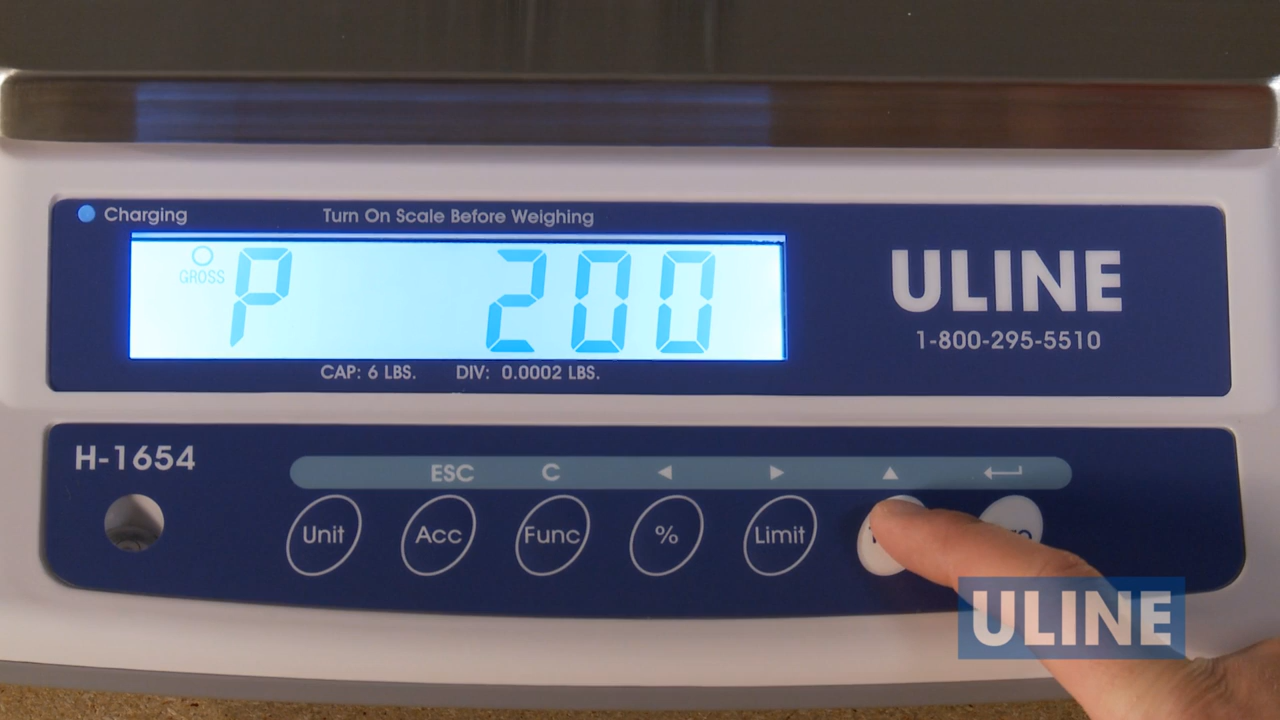 Charging
Turn On Scale Before Weighing
GROSS
P 200
CAP: 6 LBS. DIV: 0.0002 LBS.
ULINE
1-800-295-5510
H-1654
ESC C
Unit Acc Func % Limit
ULINE